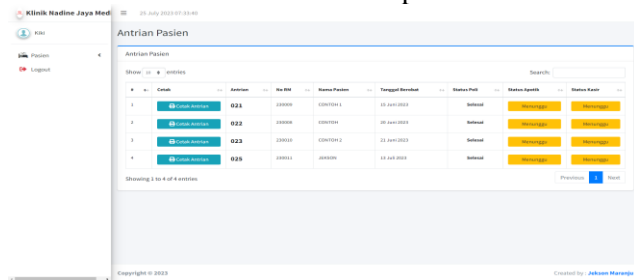 Klinik Nadine Jaya Medi
23 July 2023 07:33:40
Kiki
Pasien
Logout
Antrian Pasien
Antrian Pasien
Show 10 entries
Search:
# Cetak Antrian No RM Nama Pasien Tanggal Berobat Status Poli Status Apotik Status Kasir
1 Cetak Antrian 021 230009 CONTOH 1 15 Juni 2023 Selesai Menunggu Menunggu
2 Cetak Antrian 022 230009 CONTOH 20 Juni 2023 Selesai Menunggu Menunggu
3 Cetak Antrian 023 230010 CONTOH 2 21 Juni 2023 Selesai Menunggu Menunggu
4 Cetak Antrian 025 230011 13 Juli 2023 Selesai Menunggu Menunggu
Showing 1 to 4 of 4 entries
Previous 1 Next
Copyright © 2023
Created by : Jekson Maranju